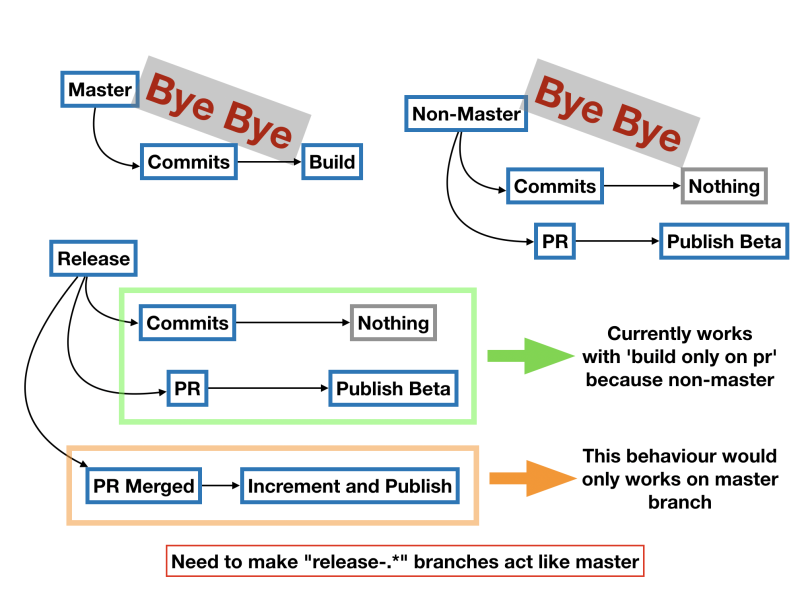 Master
Bye Bye
Commits
Build
Non-Master
Bye Bye
Commits
Nothing
PR
Publish Beta
Release
Commits
Nothing
PR
Publish Beta
Currently works
with 'build only on pr'
because non-master
PR Merged
Increment and Publish
This behaviour would
only works on master
branch
Need to make "release-.*" branches act like master